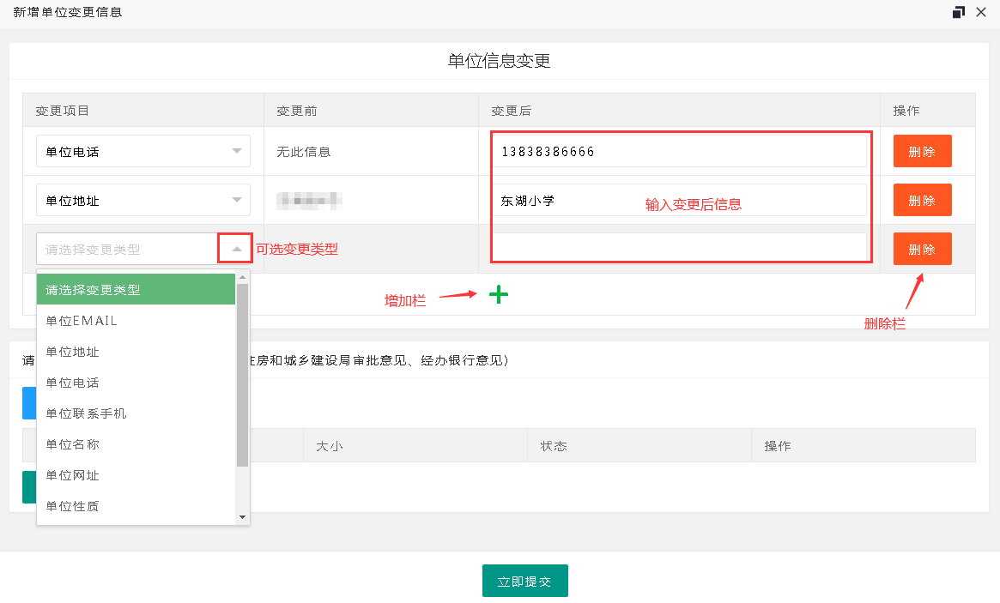 新增单位变更信息
单位信息变更
变更项目 变更前 变更后 操作
单位电话 无此信息 13838386666 删除
单位地址 东湖小学 输入变更后信息 删除
请选择变更类型 可选变更类型 删除
请选择变更类型
增加栏
删除栏
单位EMAIL
单位地址
请 房和城乡建设局审批意见、经办银行意见）
单位电话
单位联系手机
单位名称
大小 状态 操作
单位网址
单位性质
立即提交